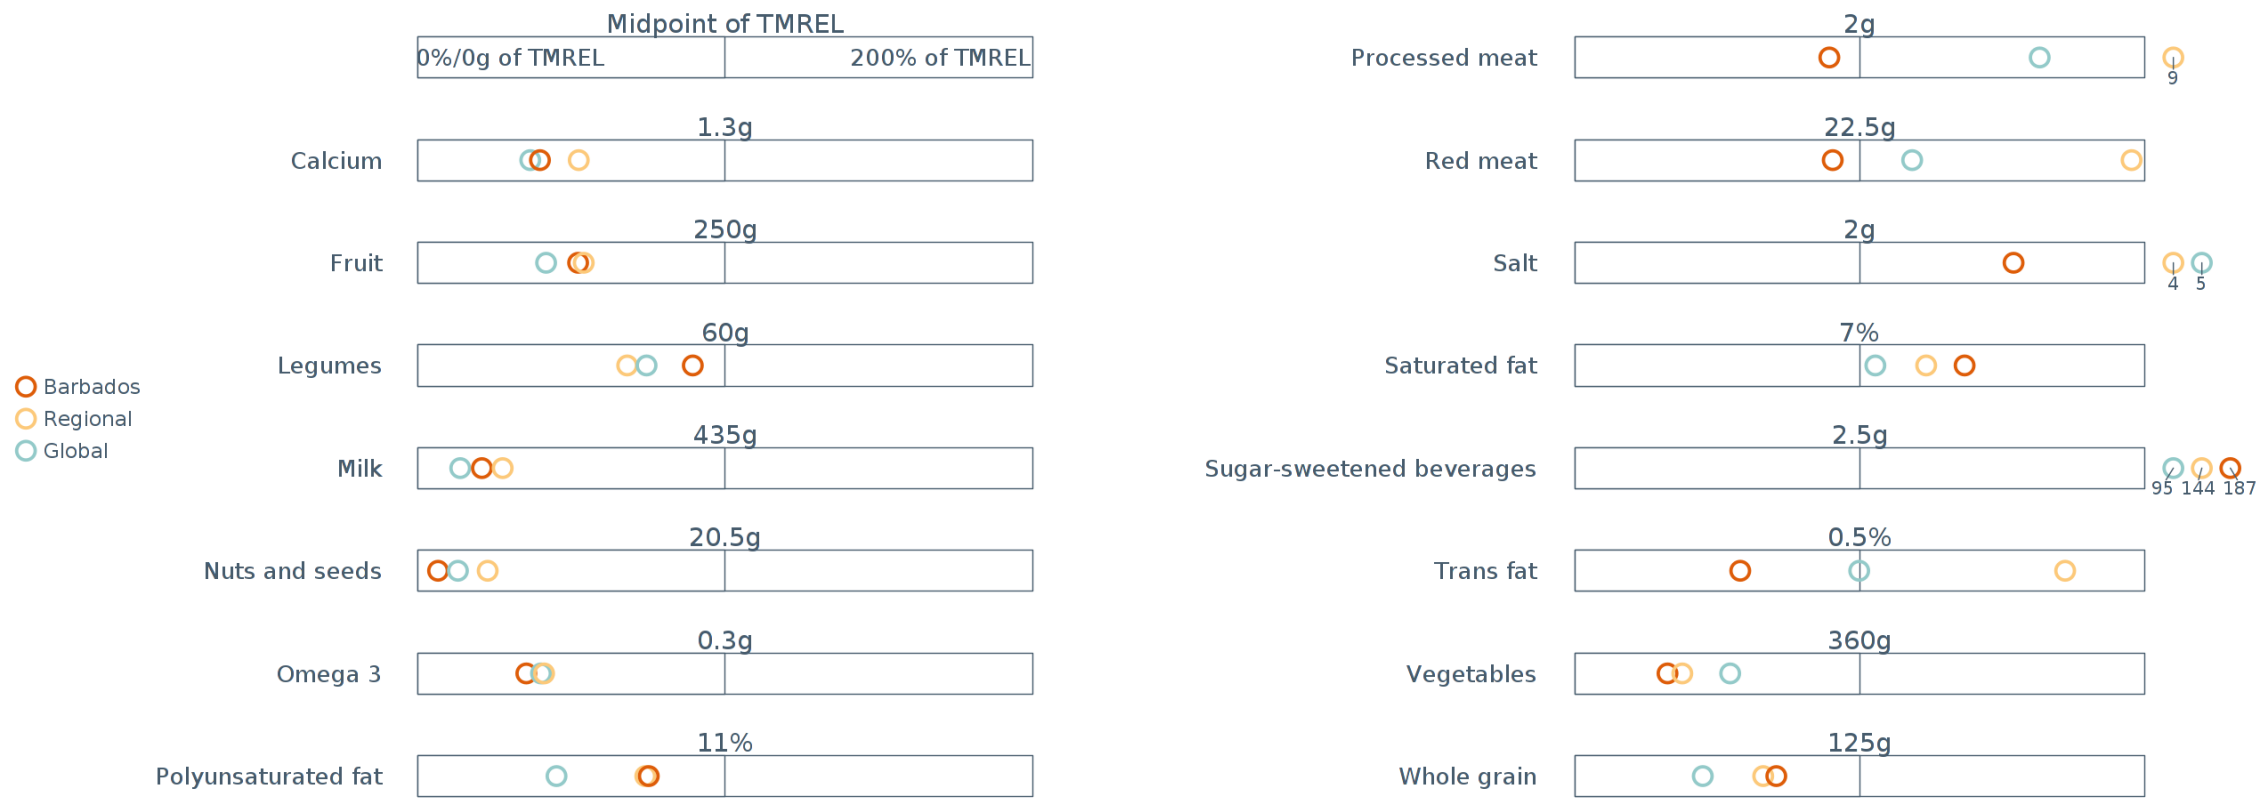 Midpoint of TMREL
0%/0g of TMREL
200% of TMREL
1.3g
Calcium
250g
Fruit
60g
Legumes
435g
Milk
20.5g
Nuts and seeds
0.3g
Omega 3
11%
Polyunsaturated fat
Barbados
Regional
Global
2g
Processed meat
9
22.5g
Red meat
2g
Salt
4 5
7%
Saturated fat
2.5g
Sugar-sweetened beverages
95 144 187
0.5%
Trans fat
360g
Vegetables
125g
Whole grain